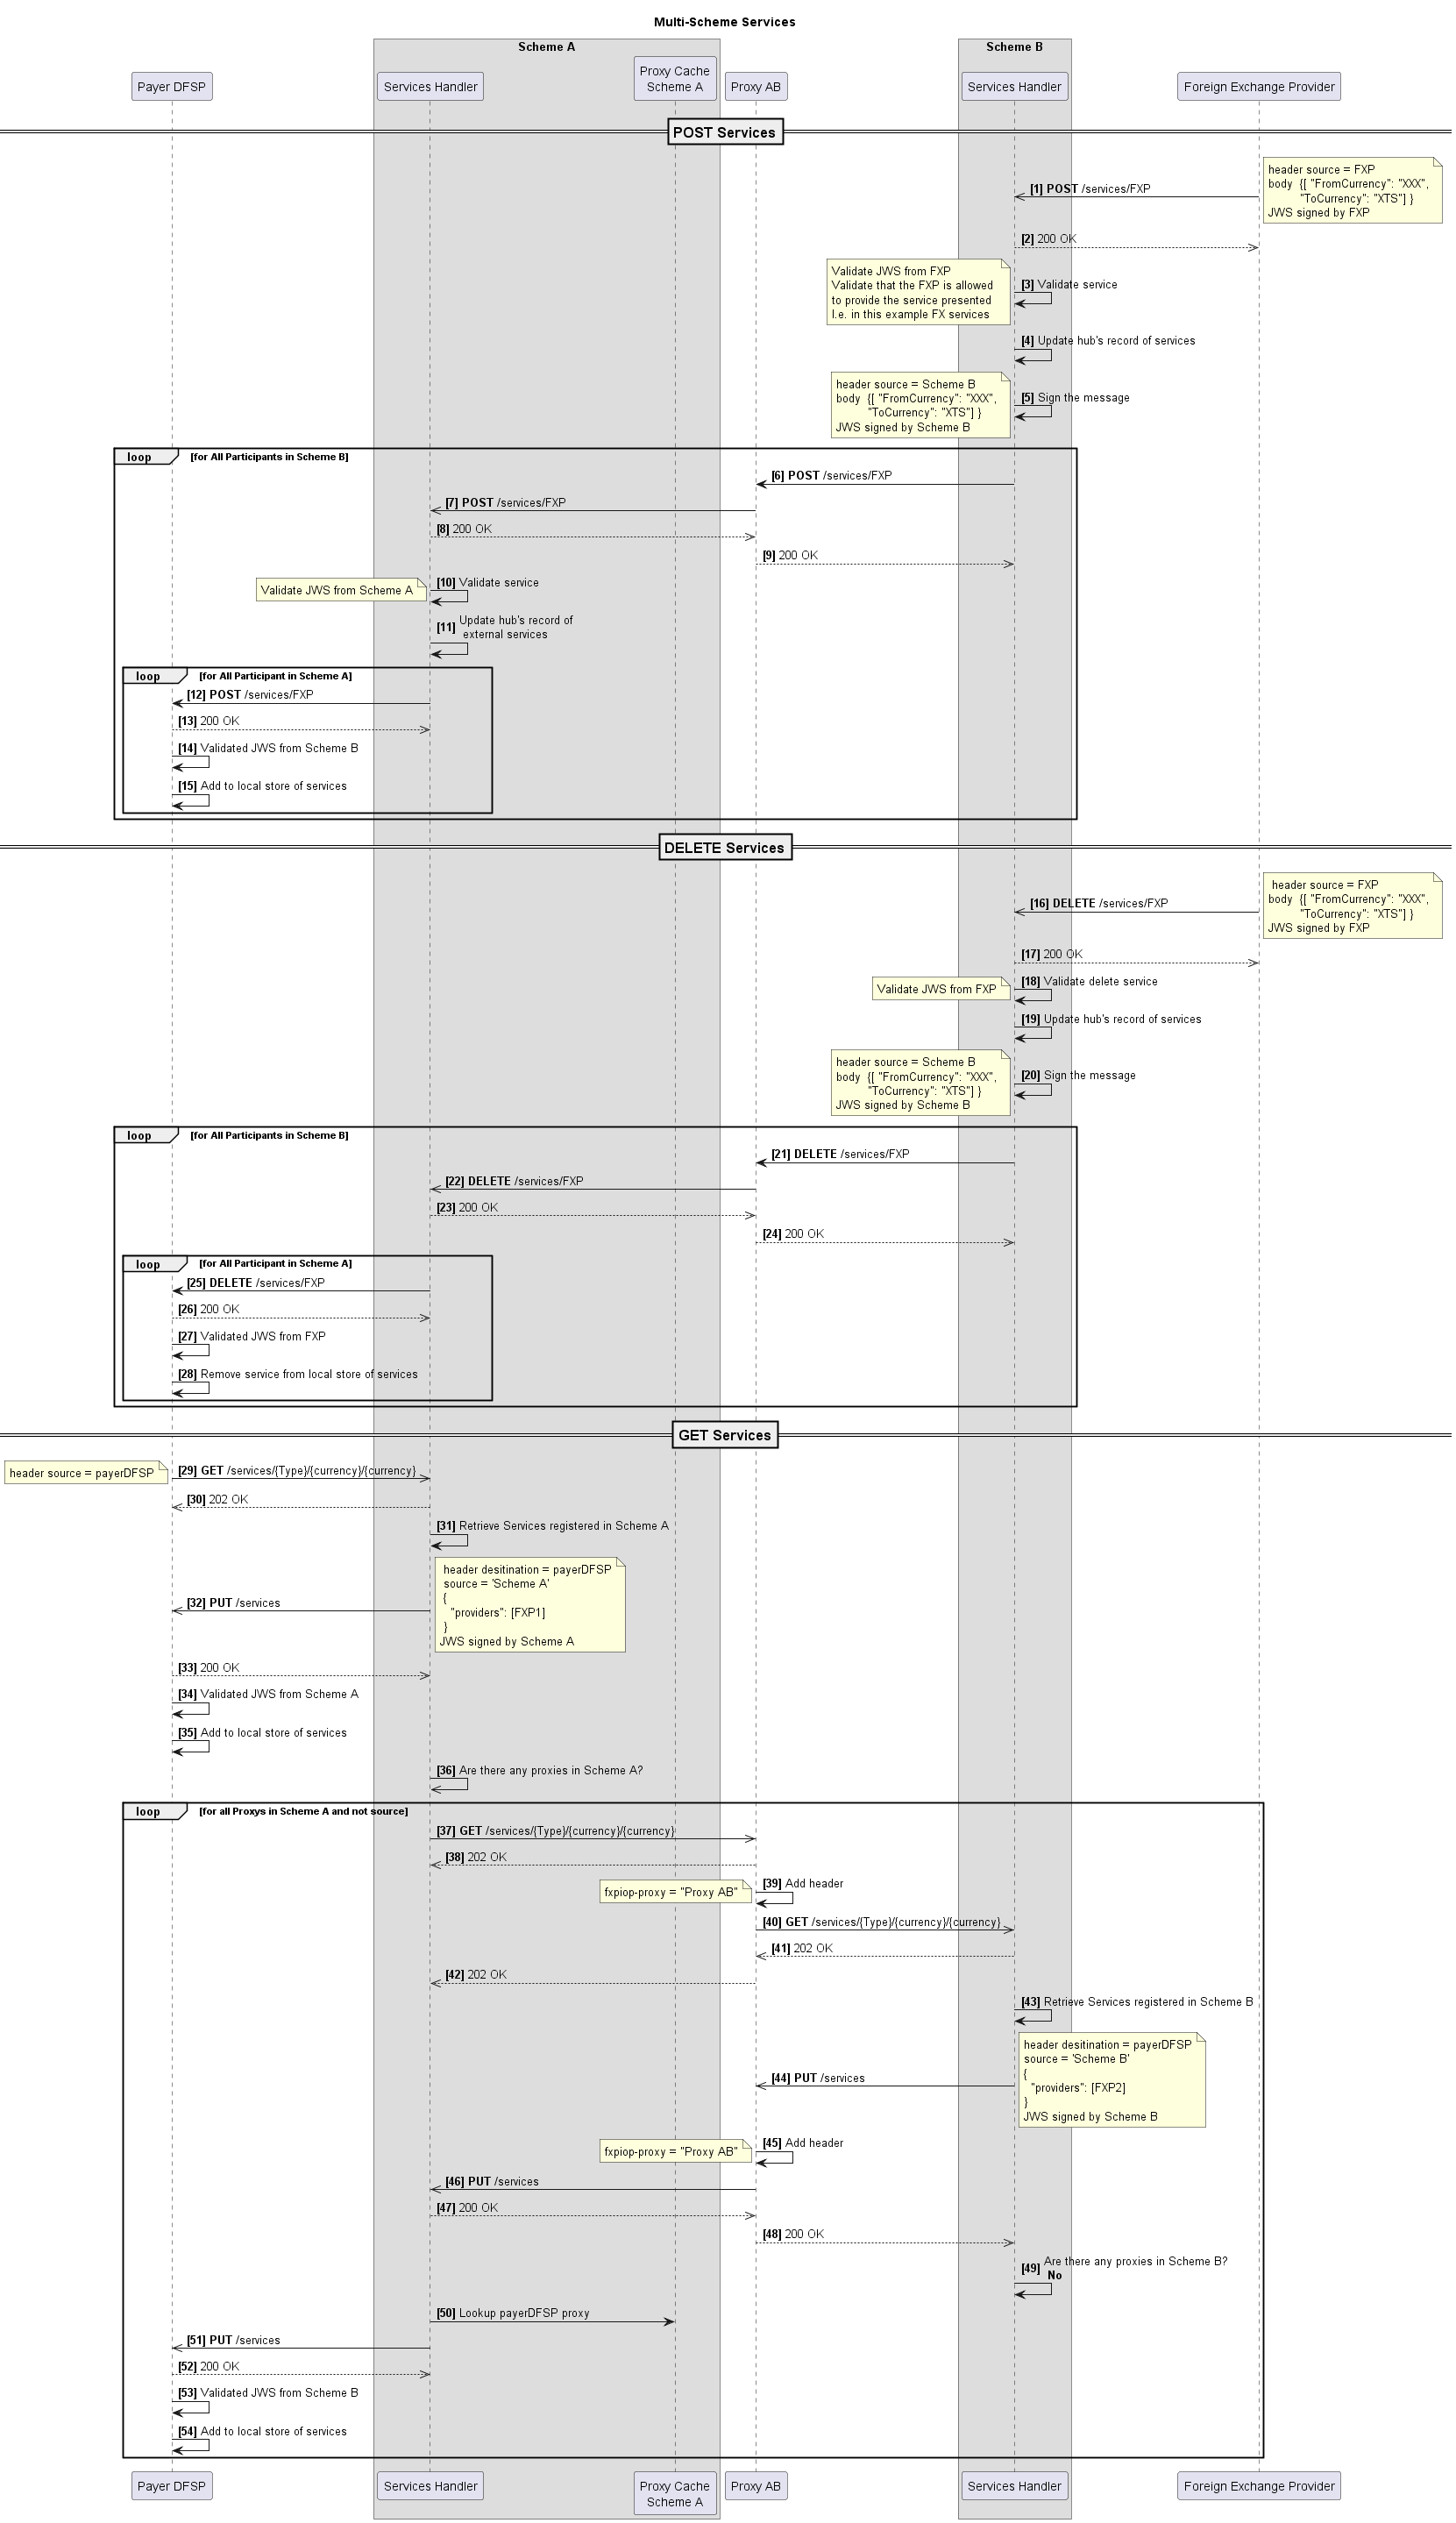 Multi-Scheme Services
Scheme A
Scheme B
Payer DFSP
Services Handler
Proxy Cache
Scheme A
Proxy AB
Services Handler
Foreign Exchange Provider
POST Services
header source = FXP
body {[ "FromCurrency": "XXX",
"ToCurrency": "XTS"] }
JWS signed by FXP
[1] POST /services/FXP
[2] 200 OK
Validate JWS from FXP
Validate that the FXP is allowed
to provide the service presented
I.e. in this example FX services
[3] Validate service
[4] Update hub's record of services
header source = Scheme B
body {[ "FromCurrency": "XXX",
"ToCurrency": "XTS"] }
JWS signed by Scheme B
[5] Sign the message
loop [for All Participants in Scheme B]
[6] POST /services/FXP
[7] POST /services/FXP
[8] 200 OK
[9] 200 OK
Validate JWS from Scheme A
[10] Validate service
[11] Update hub's record of
external services
loop [for All Participant in Scheme A]
[12] POST /services/FXP
[13] 200 OK
[14] Validated JWS from Scheme B
[15] Add to local store of services
DELETE Services
header source = FXP
body {[ "FromCurrency": "XXX",
"ToCurrency": "XTS"] }
JWS signed by FXP
[16] DELETE /services/FXP
[17] 200 OK
Validate JWS from FXP
[18] Validate delete service
[19] Update hub's record of services
header source = Scheme B
body {[ "FromCurrency": "XXX",
"ToCurrency": "XTS"] }
JWS signed by Scheme B
[20] Sign the message
loop [for All Participants in Scheme B]
[21] DELETE /services/FXP
[22] DELETE /services/FXP
[23] 200 OK
[24] 200 OK
loop [for All Participant in Scheme A]
[25] DELETE /services/FXP
[26] 200 OK
[27] Validated JWS from FXP
[28] Remove service from local store of services
GET Services
header source = payerDFSP
[29] GET /services/{Type}/{currency}/{currency}
[30] 202 OK
[31] Retrieve Services registered in Scheme A
header desitination = payerDFSP
source = 'Scheme A'
{
"providers": [FXP1]
}
JWS signed by Scheme A
[32] PUT /services
[33] 200 OK
[34] Validated JWS from Scheme A
[35] Add to local store of services
[36] Are there any proxies in Scheme A?
loop [for all Proxys in Scheme A and not source]
[37] GET /services/{Type}/{currency}/{currency}
[38] 202 OK
fxpiop-proxy = "Proxy AB"
[39] Add header
[40] GET /services/{Type}/{currency}/{currency}
[41] 202 OK
[42] 202 OK
[43] Retrieve Services registered in Scheme B
header desitination = payerDFSP
source = 'Scheme B'
{
"providers": [FXP2]
}
JWS signed by Scheme B
[44] PUT /services
fxpiop-proxy = "Proxy AB"
[45] Add header
[46] PUT /services
[47] 200 OK
[48] 200 OK
[49] Are there any proxies in Scheme B?
No
[50] Lookup payerDFSP proxy
[51] PUT /services
[52] 200 OK
[53] Validated JWS from Scheme B
[54] Add to local store of services
Payer DFSP
Services Handler
Proxy Cache
Scheme A
Proxy AB
Services Handler
Foreign Exchange Provider